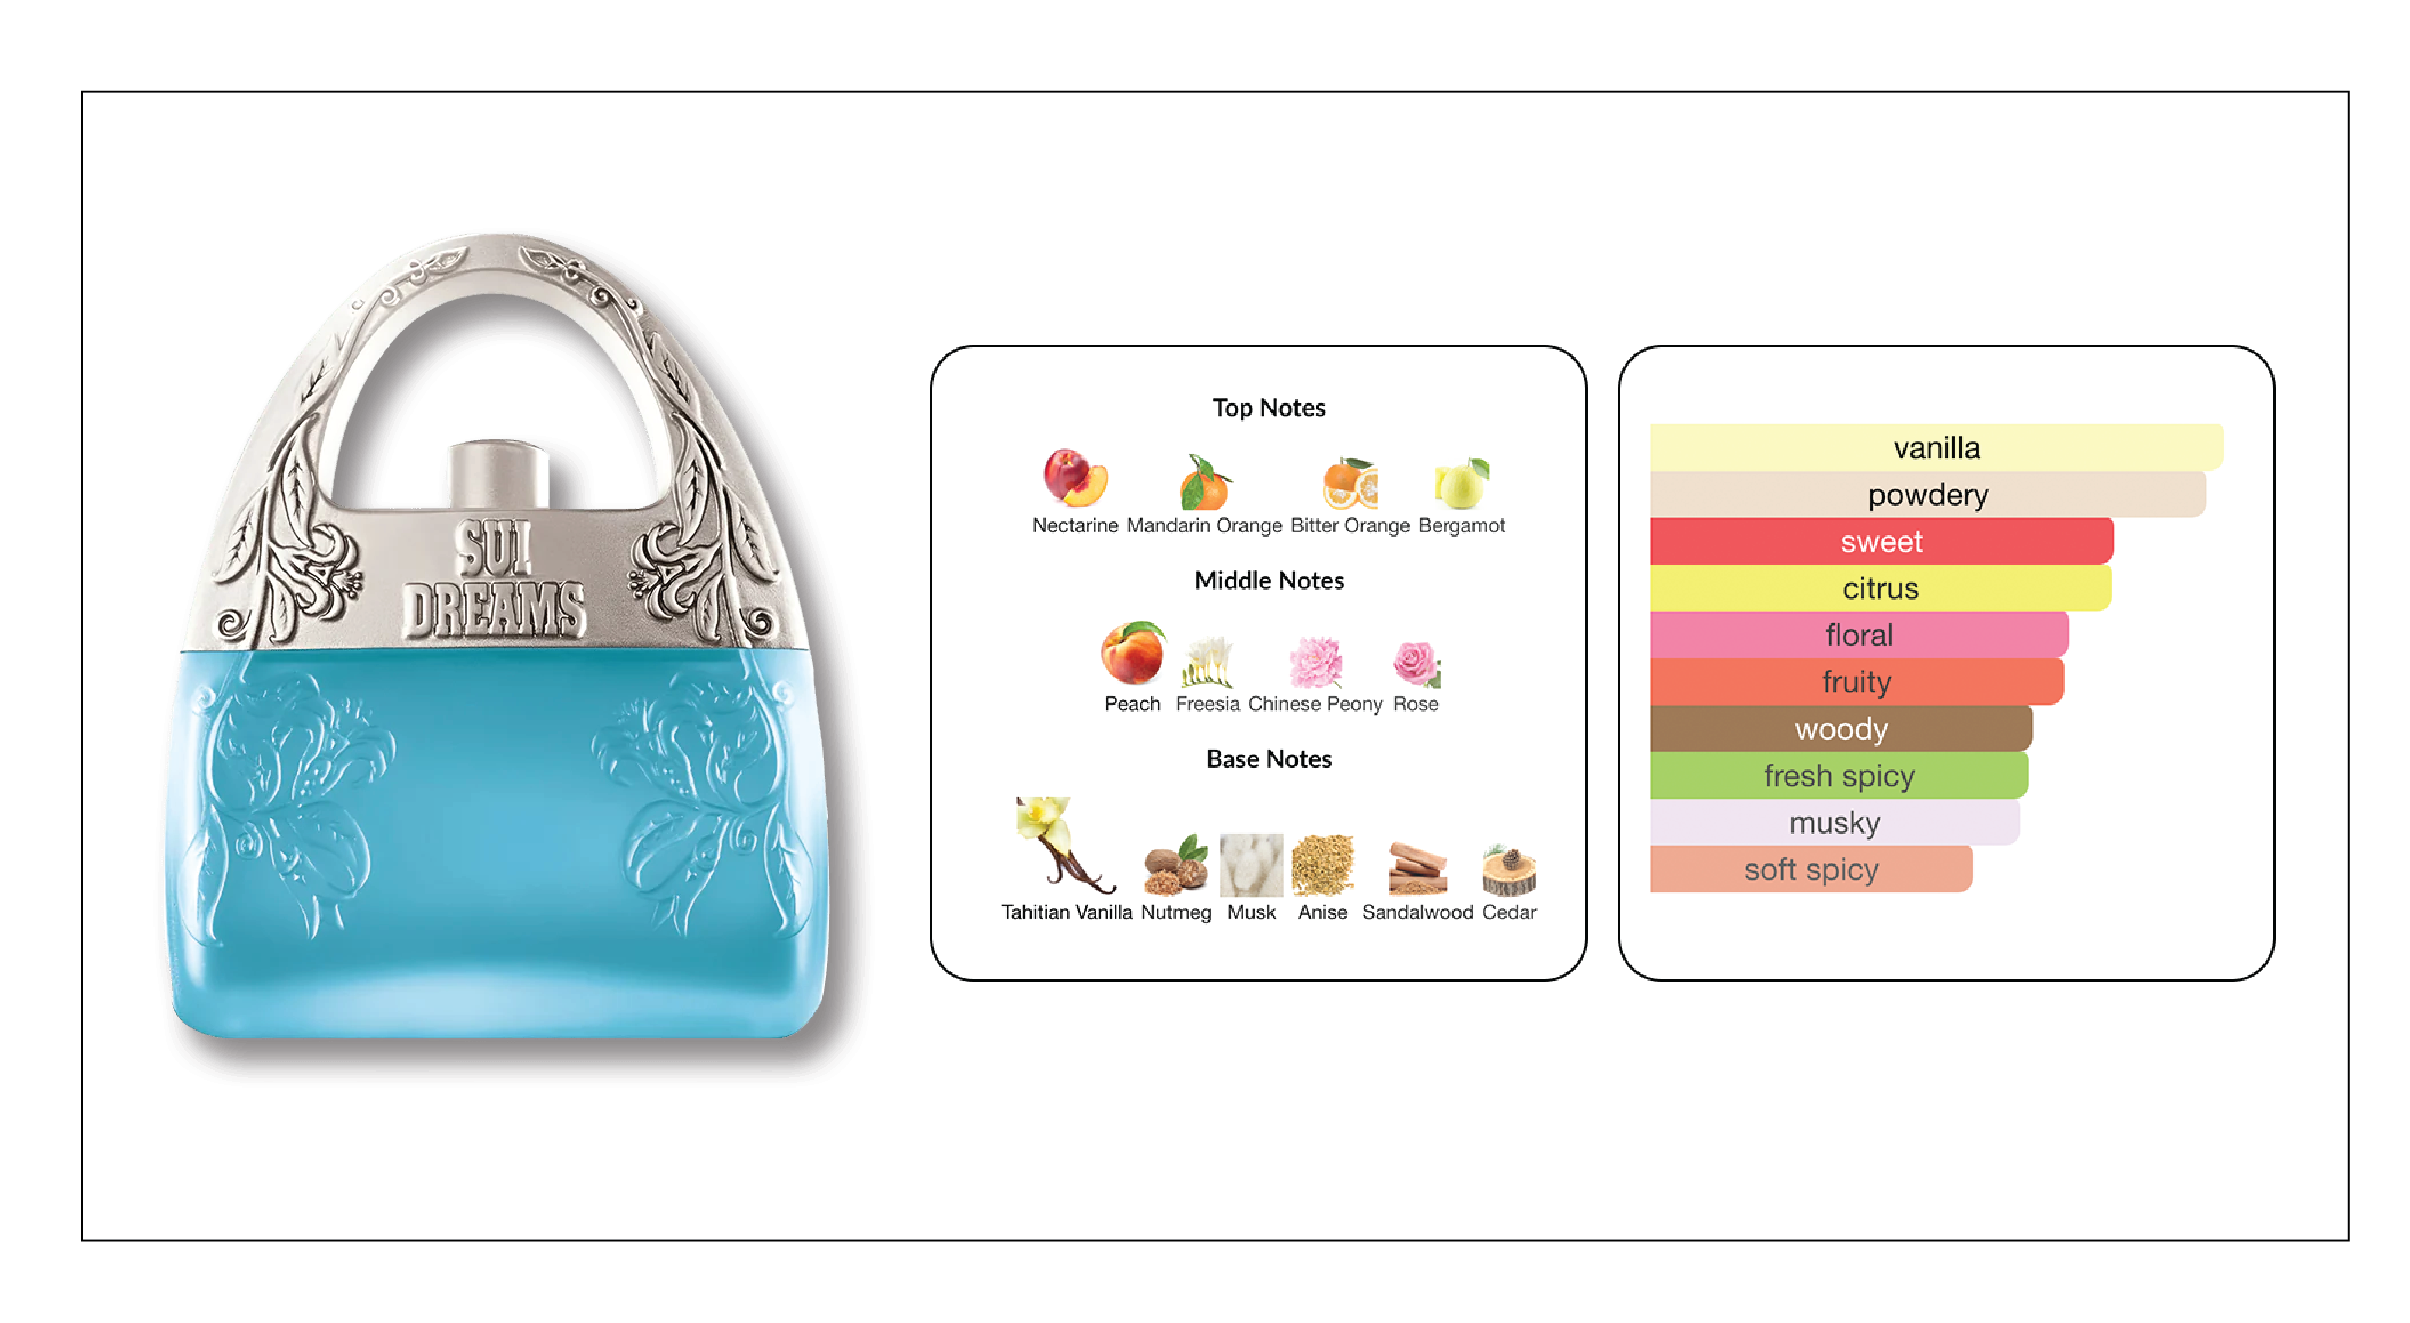 SUI
DREAMS
Top Notes
Nectarine Mandarin Orange Bitter Orange Bergamot
Middle Notes
Peach Freesia Chinese Peony Rose
Base Notes
Tahitian Vanilla Nutmeg Musk Anise Sandalwood Cedar
vanilla
powdery
sweet
citrus
floral
fruity
woody
fresh spicy
musky
soft spicy